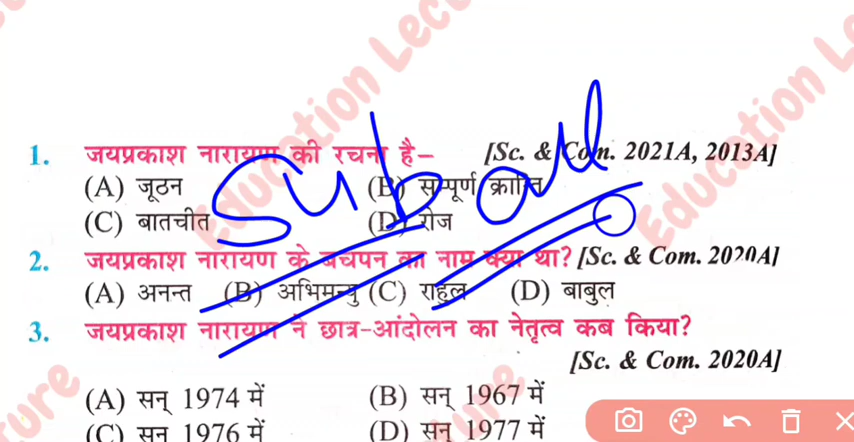 Education Lecture
1. जयप्रकाश नारायण की रचना है– [Sc. & Com. 2021A, 2013A]
(A) जूठन (B) सम्पूर्ण क्रान्ति
(C) बातचीत (D) रोज
2. जयप्रकाश नारायण के बचपन का नाम क्या था? [Sc. & Com. 2020A]
(A) अनन्त (B) अभिमन्यु (C) राहुल (D) बाबुल
3. जयप्रकाश नारायण ने छात्र-आंदोलन का नेतृत्व कब किया?
[Sc. & Com. 2020A]
(A) सन् 1974 में (B) सन् 1967 में
(C) सन् 1976 में (D) सन् 1977 में